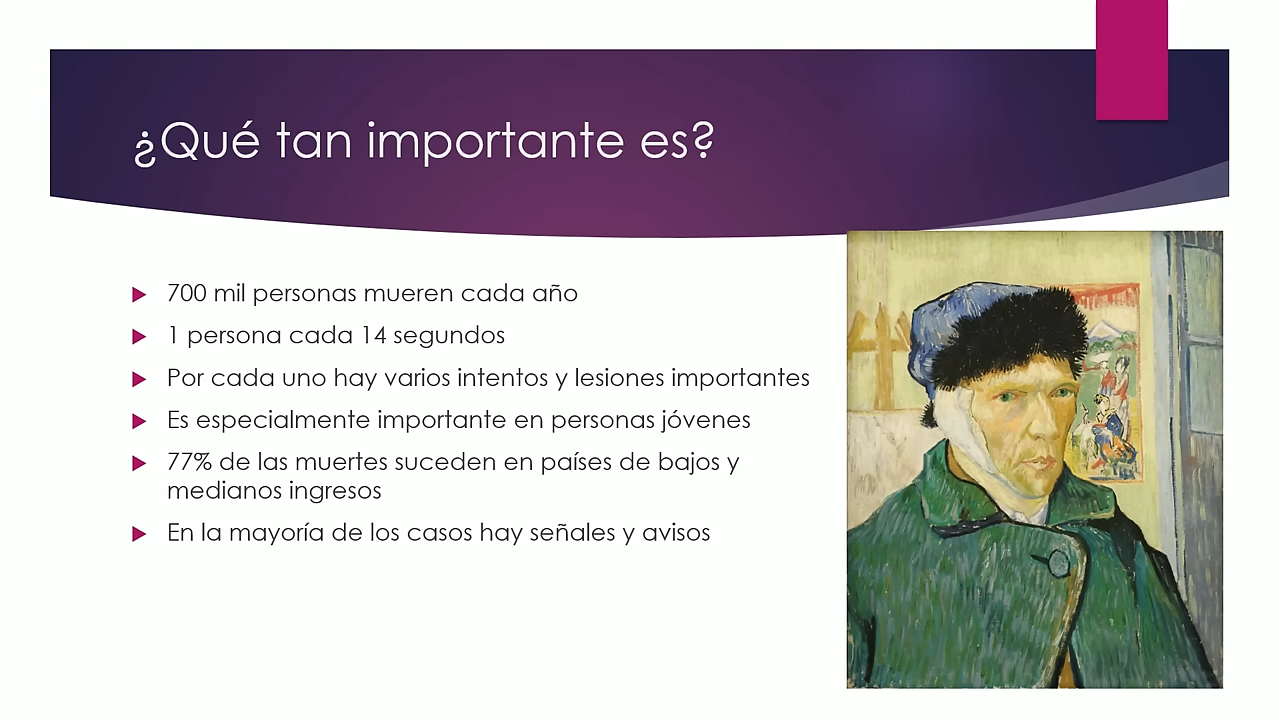 ¿Qué tan importante es?
700 mil personas mueren cada año
1 persona cada 14 segundos
Por cada uno hay varios intentos y lesiones importantes
Es especialmente importante en personas jóvenes
77% de las muertes suceden en países de bajos y
medianos ingresos
En la mayoría de los casos hay señales y avisos